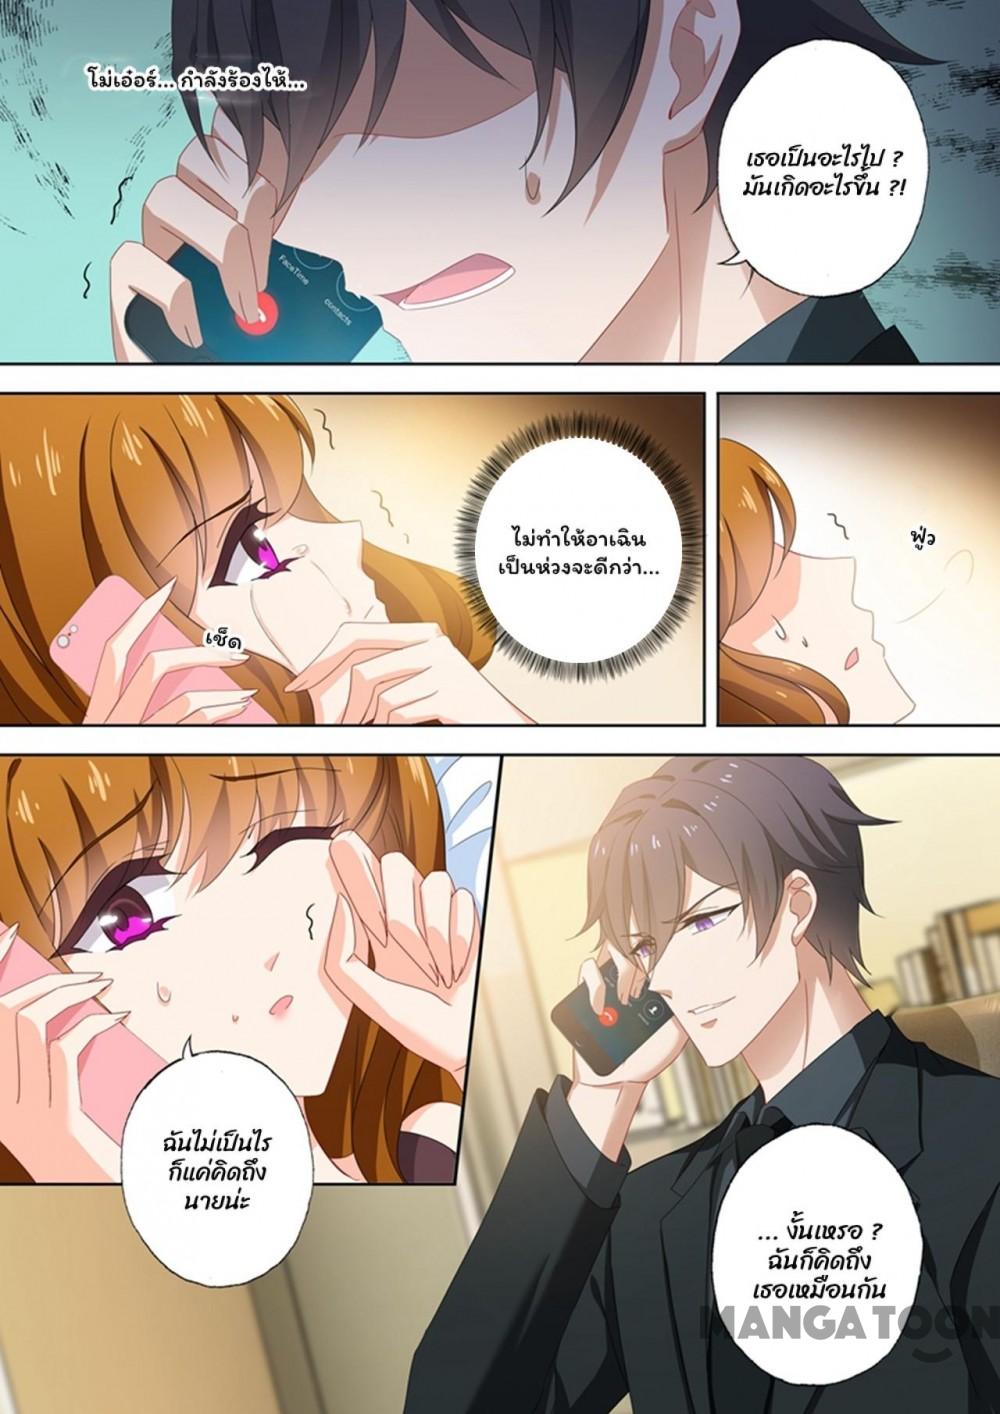 โม่เอ๋อร์... กำลังร้องไห้...
เธอเป็นอะไรไป ?
มันเกิดอะไรขึ้น ?!
FaceTime
contacts
ไม่ทำให้อาเฉิน
เป็นห่วงจะดีกว่า...
เช็ด
ฟู่ว
ฉันไม่เป็นไร
ก็แค่คิดถึง
นายน่ะ
... งั้นเหรอ ?
ฉันก็คิดถึง
เธอเหมือนกัน
MANGATOON